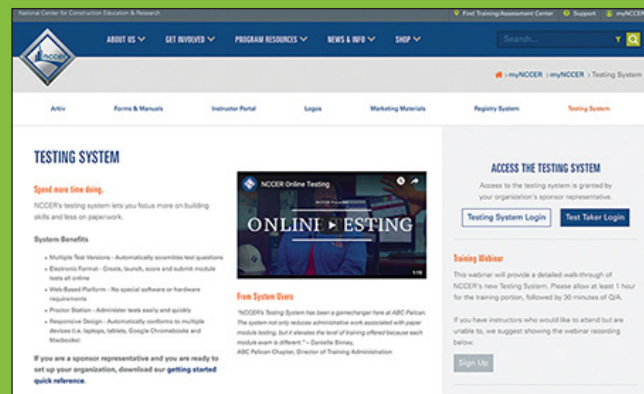 National Center for Construction Education & Research
Find Training/Assessment Center Support myNCCER
NCCER
ABOUT US GET INVOLVED PROGRAM RESOURCES NEWS & INFO SHOP
Search...
myNCCER myNCCER Testing System
Arkiv Forms & Manuals Instructor Portal Logos Marketing Materials Registry System Testing System
TESTING SYSTEM
Spend more time doing.
NCCER's testing system lets you focus more on building
skills and less on paperwork.
System Benefits
• Multiple Test Versions - Automatically scrambles test questions
• Electronic Format - Create, launch, score and submit module
tests all online
• Web-Based Platform - No special software or hardware
requirements
• Proctor Station - Administer tests easily and quickly
• Responsive Design - Automatically conforms to multiple
devices (i.e. laptops, tablets, Google Chromebooks and
Macbooks)
If you are a sponsor representative and you are ready to
set up your organization, download our getting started
quick reference.
NCCER Online Testing
ONLINE TESTING
1:15
From System Users
"NCCER's Testing System has been a gamechanger here at ABC Pelican.
The system not only reduces administrative work associated with paper
module testing, but it elevates the level of training offered because each
module exam is different." – Danielle Birney,
ABC Pelican Chapter, Director of Training Administration
ACCESS THE TESTING SYSTEM
Access to the testing system is granted by
your organization's sponsor representative.
Testing System Login Test Taker Login
Training Webinar
This webinar will provide a detailed walk-through of
NCCER's new Testing System. Please allow at least 1 hour
for the training portion, followed by 30 minutes of Q/A.
If you have instructors who would like to attend but are
unable to, we suggest showing the webinar recording
below.
Sign Up